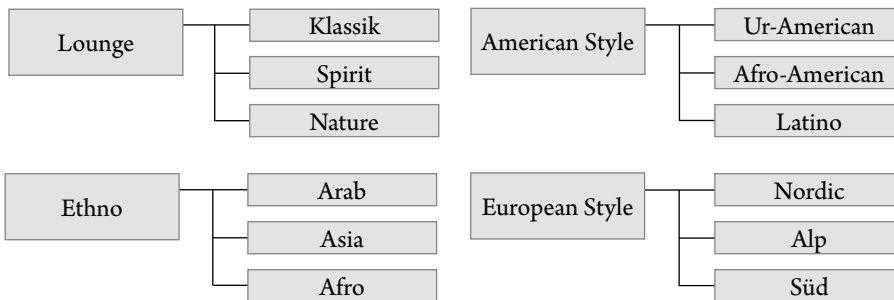 Lounge
Klassik
Spirit
Nature
American Style
Ur-American
Afro-American
Latino
Ethno
Arab
Asia
Afro
European Style
Nordic
Alp
Süd